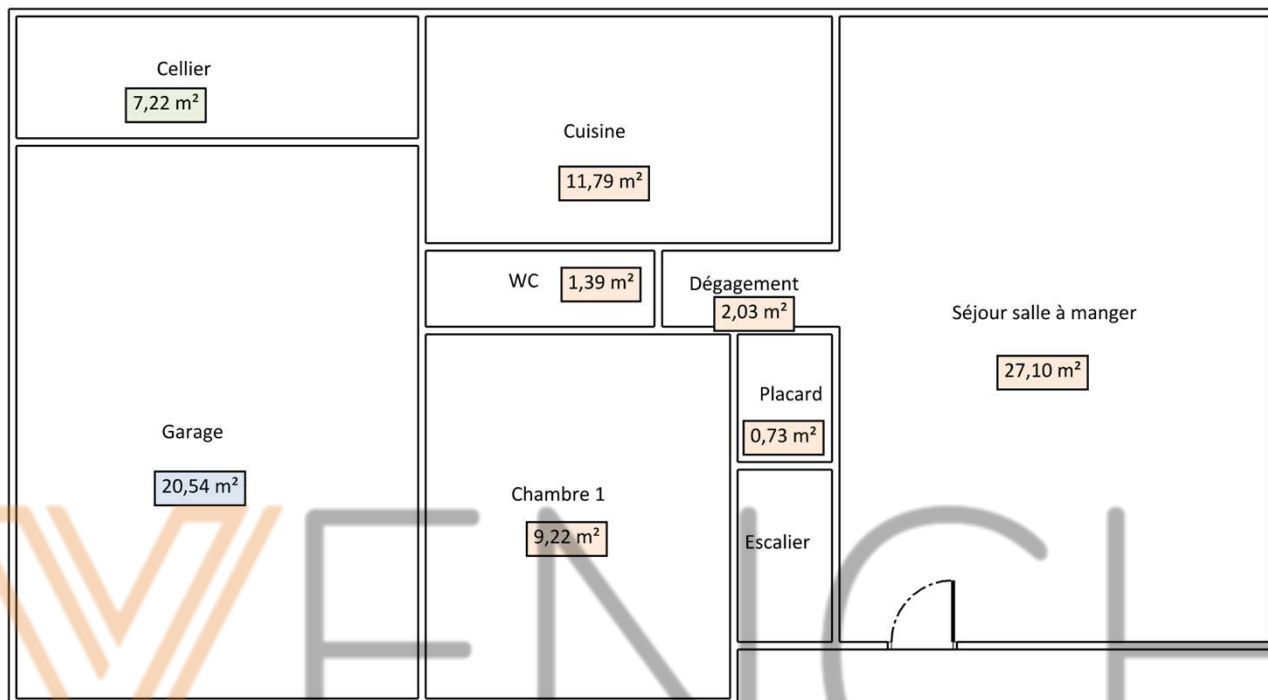 Cellier
7,22 m²
Cuisine
11,79 m²
WC
1,39 m²
Dégagement
2,03 m²
Séjour salle à manger
27,10 m²
Placard
0,73 m²
Garage
20,54 m²
Chambre 1
9,22 m²
Escalier